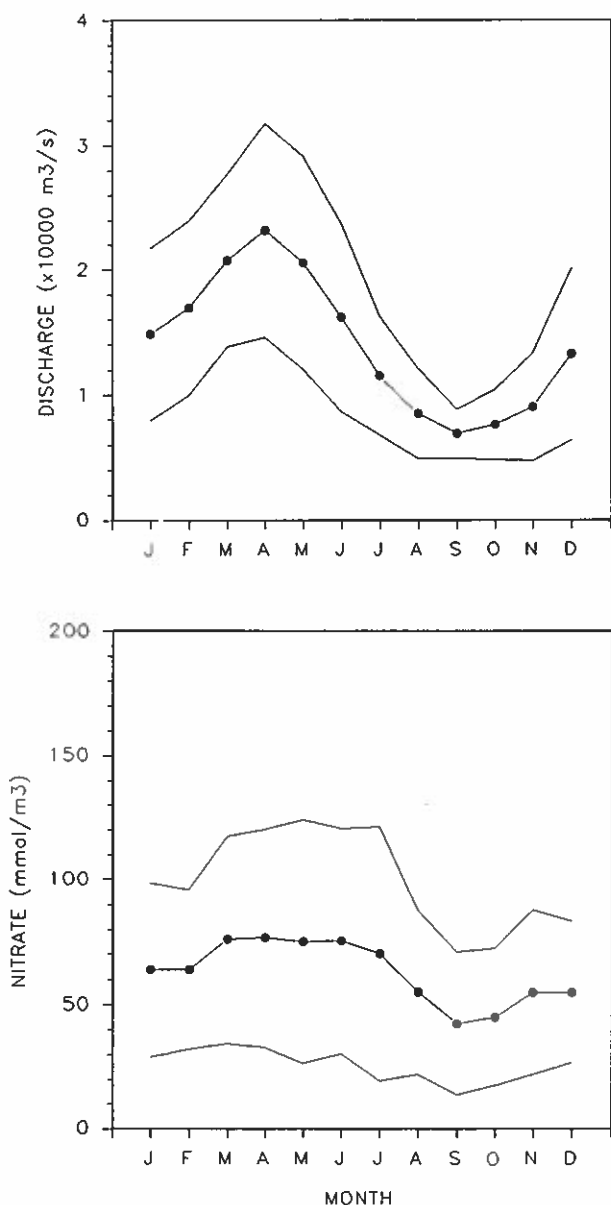 4
3
2
1
0
DISCHARGE (x10000 m3/s)
J F M A M J J A S O N D
200
150
100
50
0
NITRATE (mmol/m3)
J F M A M J J A S O N D
MONTH